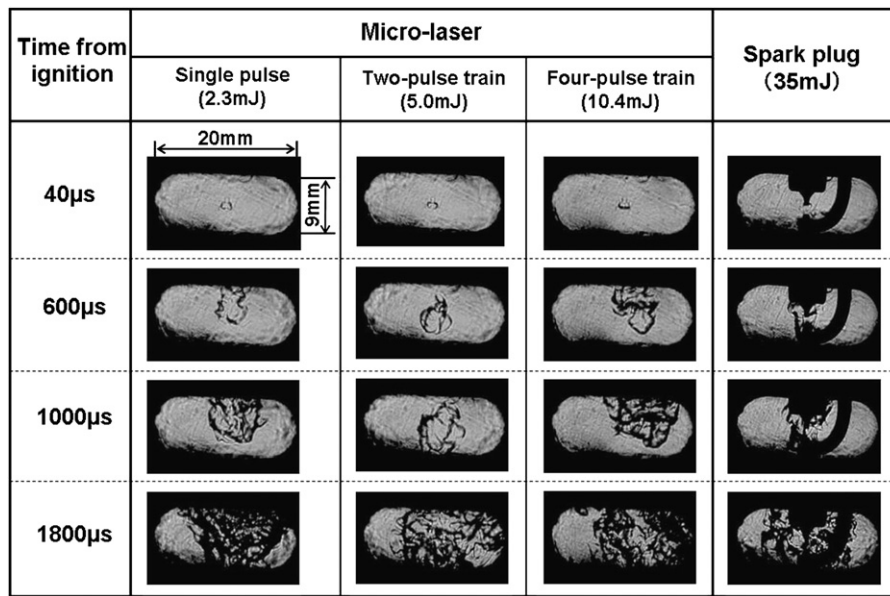 Time from
ignition
Micro-laser
Spark plug
（35mJ）
Single pulse
(2.3mJ)
Two-pulse train
(5.0mJ)
Four-pulse train
(10.4mJ)
40μs
20mm
9mm
600μs
1000μs
1800μs